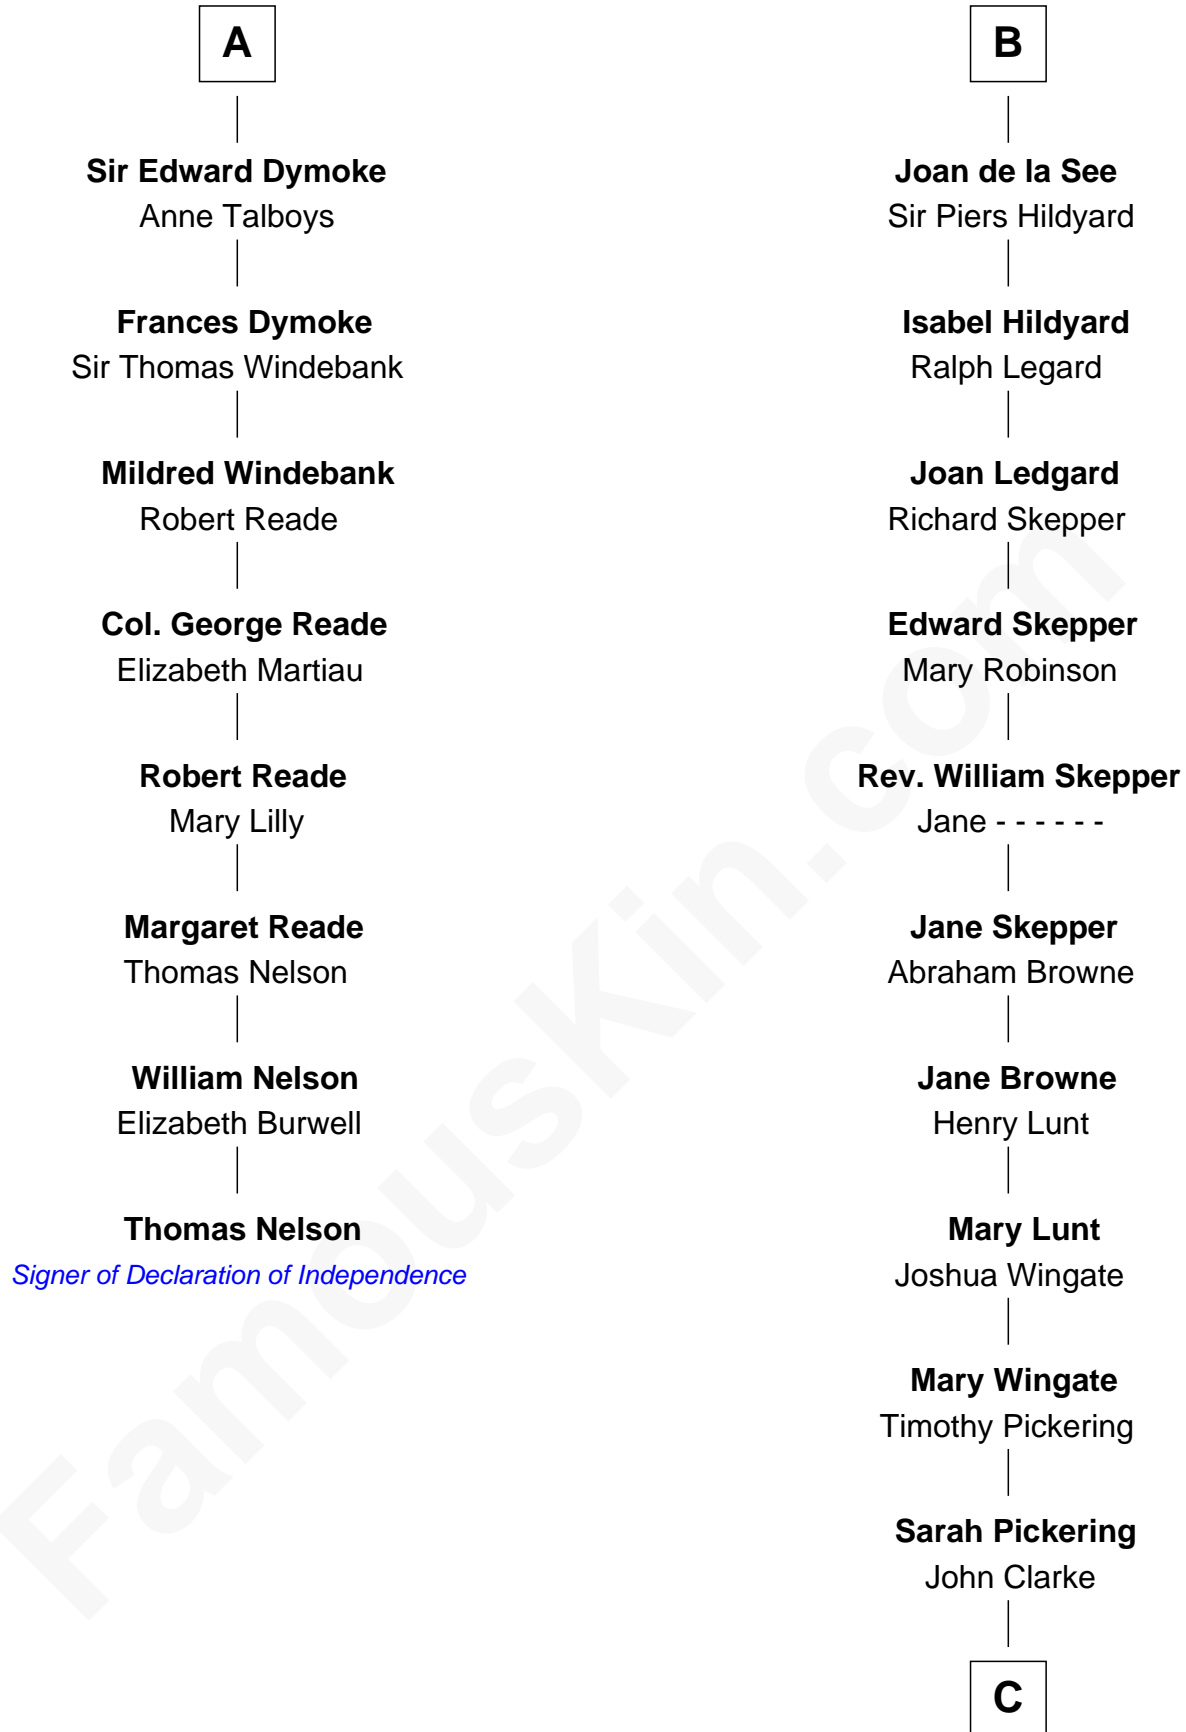 A
Sir Edward Dymoke
Anne Talboys
Frances Dymoke
Sir Thomas Windebank
Mildred Windebank
Robert Reade
Col. George Reade
Elizabeth Martiau
Robert Reade
Mary Lilly
Margaret Reade
Thomas Nelson
William Nelson
Elizabeth Burwell
Thomas Nelson
Signer of Declaration of Independence
B
Joan de la See
Sir Piers Hildyard
Isabel Hildyard
Ralph Legard
Joan Ledgard
Richard Skepper
Edward Skepper
Mary Robinson
Rev. William Skepper
Jane - - - - - -
Jane Skepper
Abraham Browne
Jane Browne
Henry Lunt
Mary Lunt
Joshua Wingate
Mary Wingate
Timothy Pickering
Sarah Pickering
John Clarke
C
FamousKin.com